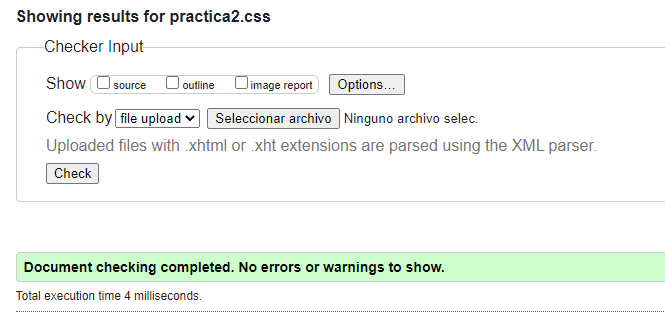 Showing results for practica2.css
Checker Input
Show source outline image report Options...
Check by file upload Seleccionar archivo Ninguno archivo selec.
Uploaded files with .xhtml or .xht extensions are parsed using the XML parser.
Check
Document checking completed. No errors or warnings to show.
Total execution time 4 milliseconds.